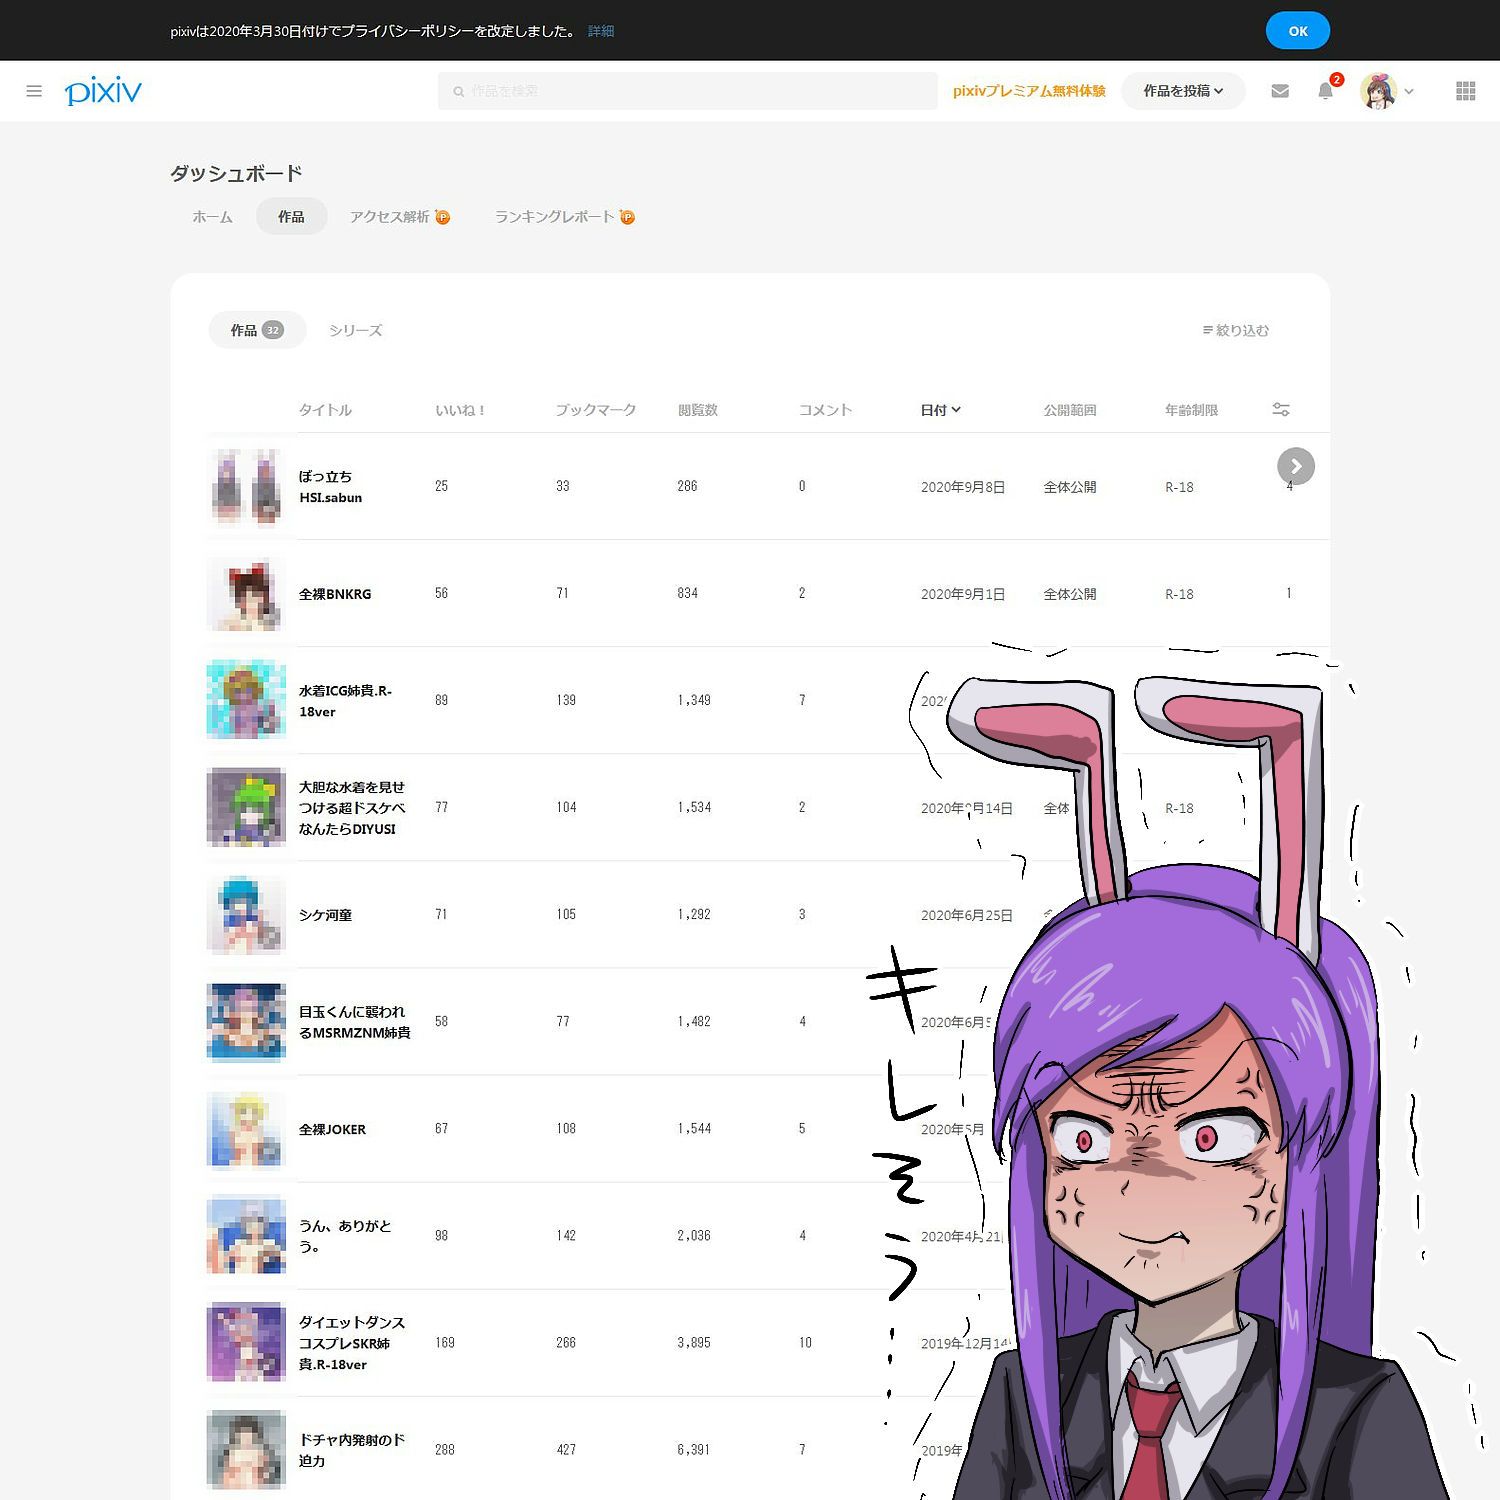 pixivは2020年3月30日付けでプライバシーポリシーを改定しました。 詳細
OK
pixiv
作品を検索
pixivプレミアム無料体験
作品を投稿
2
ダッシュボード
ホーム 作品 アクセス解析 P ランキングレポート P
作品 32 シリーズ
絞り込む
タイトル いいね! ブックマーク 閲覧数 コメント 日付 公開範囲 年齢制限
ぼっ立ち
HSI.sabun
25 33 286 0 2020年9月8日 全体公開 R-18 4
全裸BNKRG 56 71 834 2 2020年9月1日 全体公開 R-18 1
水着ICG姉貴.R-
18ver
89 139 1,349 7 202
大胆な水着を見せ
つける超ドスケベ
なんたらDIYUSI
77 104 1,534 2 2020年 月14日 全体 R-18
シケ河童 71 105 1,292 3 2020年6月25日
目玉くんに襲われ
るMSRMZNM姉貴
58 77 1,482 4 2020年6月5
全裸JOKER 67 108 1,544 5 2020年5月
うん、ありがと
う。
98 142 2,036 4 2020年4月21
ダイエットダンス
コスプレSKR姉
貴.R-18ver
169 266 3,895 10 2019年12月14
ドチャ内発射のド
迫力
288 427 6,391 7 2019年
キレそう...